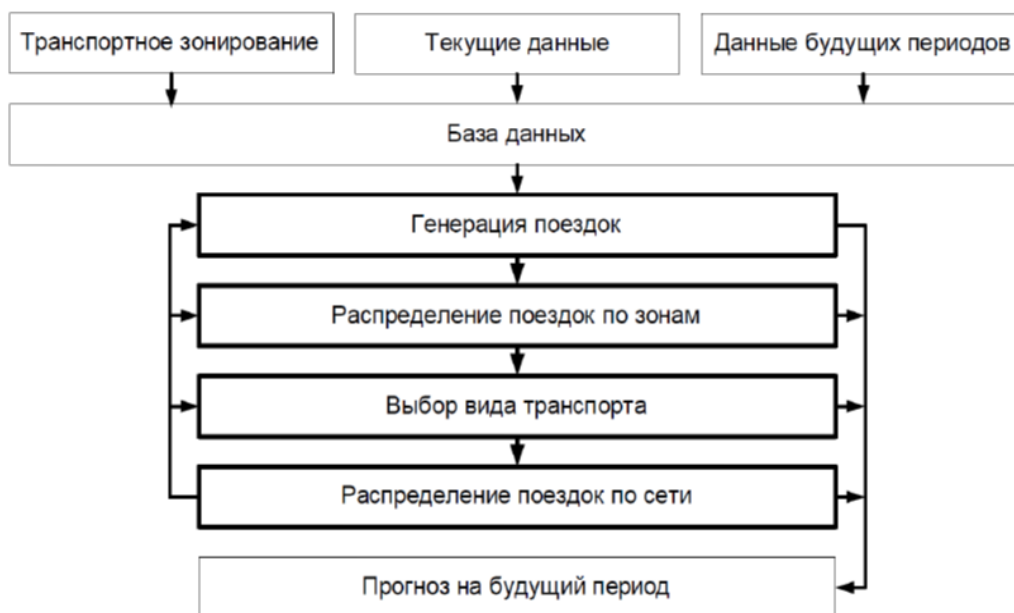 Транспортное зонирование
Текущие данные
Данные будущих периодов
База данных
Генерация поездок
Распределение поездок по зонам
Выбор вида транспорта
Распределение поездок по сети
Прогноз на будущий период